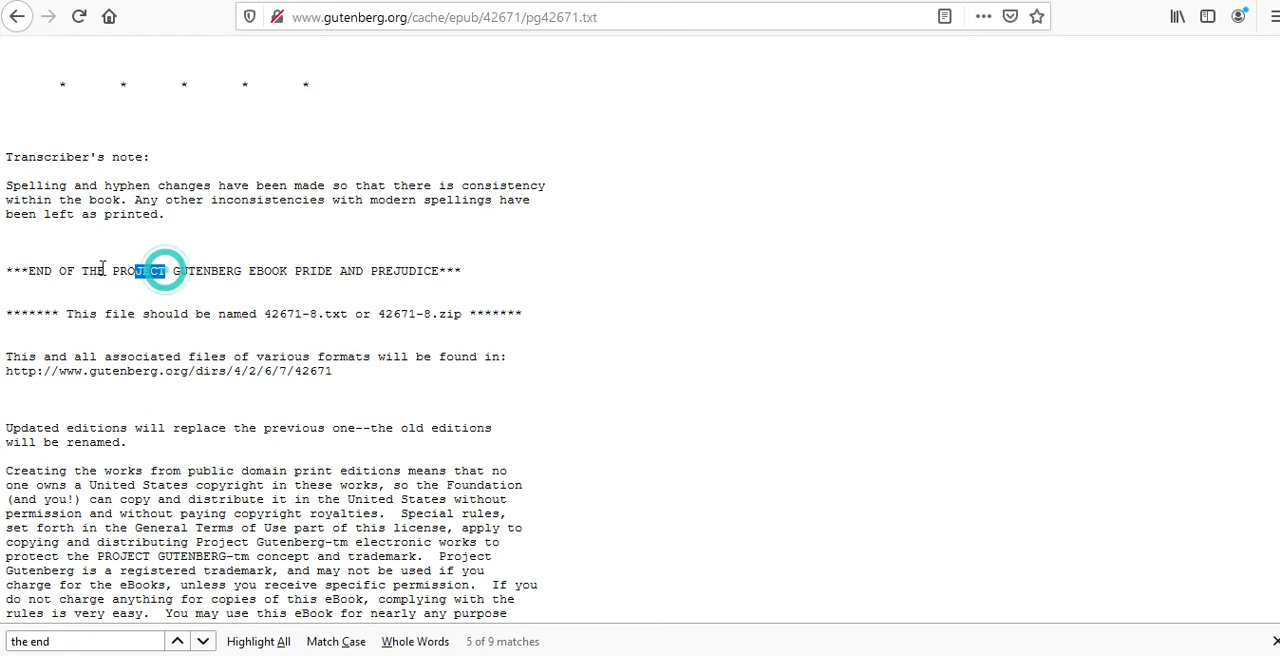 www.gutenberg.org/cache/epub/42671/pg42671.txt
* * * * *
Transcriber's note:
Spelling and hyphen changes have been made so that there is consistency
within the book. Any other inconsistencies with modern spellings have
been left as printed.
***END OF THE PROJECT GUTENBERG EBOOK PRIDE AND PREJUDICE***
******* This file should be named 42671-8.txt or 42671-8.zip *******
This and all associated files of various formats will be found in:
http://www.gutenberg.org/dirs/4/2/6/7/42671
Updated editions will replace the previous one--the old editions
will be renamed.
Creating the works from public domain print editions means that no
one owns a United States copyright in these works, so the Foundation
(and you!) can copy and distribute it in the United States without
permission and without paying copyright royalties.  Special rules,
set forth in the General Terms of Use part of this license, apply to
copying and distributing Project Gutenberg-tm electronic works to
protect the PROJECT GUTENBERG-tm concept and trademark.  Project
Gutenberg is a registered trademark, and may not be used if you
charge for the eBooks, unless you receive specific permission.  If you
do not charge anything for copies of this eBook, complying with the
rules is very easy.  You may use this eBook for nearly any purpose
the end Highlight All Match Case Whole Words 5 of 9 matches